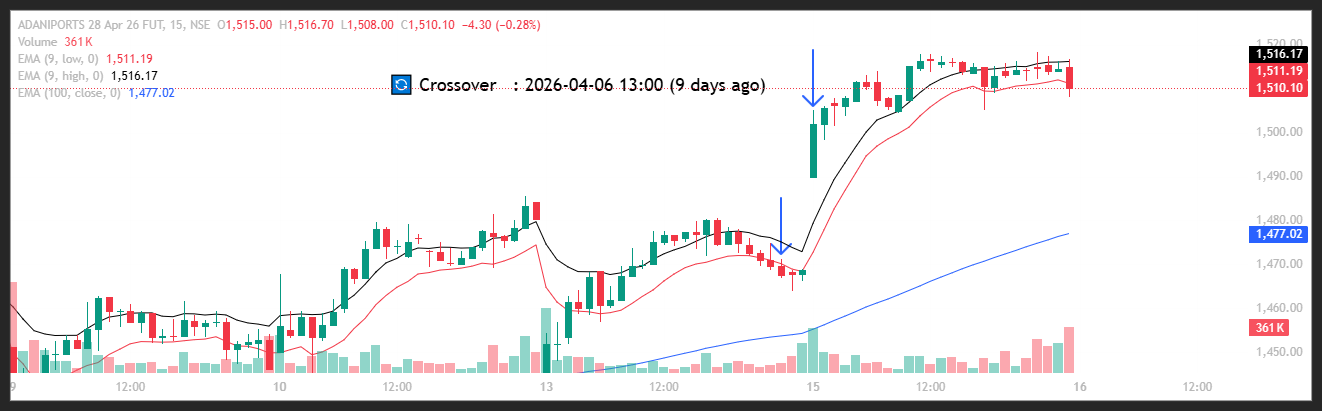 ADANIPORTS 28 Apr 26 FUT, 15, NSE O1,515.00 H1,516.70 L1,508.00 C1,510.10 −4.30 (−0.28%)
Volume 361 K
EMA (9, low, 0) 1,511.19
EMA (9, high, 0) 1,516.17
EMA (100, close, 0) 1,477.02
🔄 Crossover : 2026-04-06 13:00 (9 days ago)
1,520.00
1,516.17
1,511.19
1,510.10
1,500.00
1,490.00
1,480.00
1,477.02
1,470.00
1,460.00
361 K
1,450.00
9 12:00 10 12:00 13 12:00 15 12:00 16 12:00